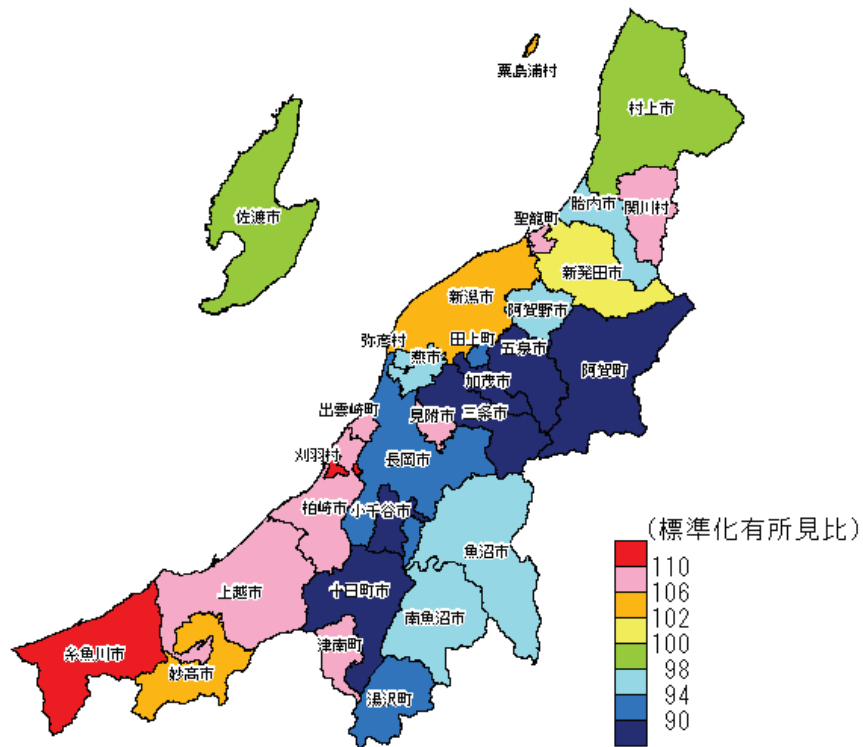 粟島浦村
村上市
佐渡市
胎内市
関川村
聖籠町
新発田市
新潟市
阿賀野市
弥彦村
田上町
五泉市
燕市
阿賀町
加茂市
出雲崎町
見附市
三条市
刈羽村
長岡市
柏崎市
小千谷市
魚沼市
上越市
十日町市
南魚沼市
糸魚川市
津南町
妙高市
湯沢町
(標準化有所見比)
110
106
102
100
98
94
90